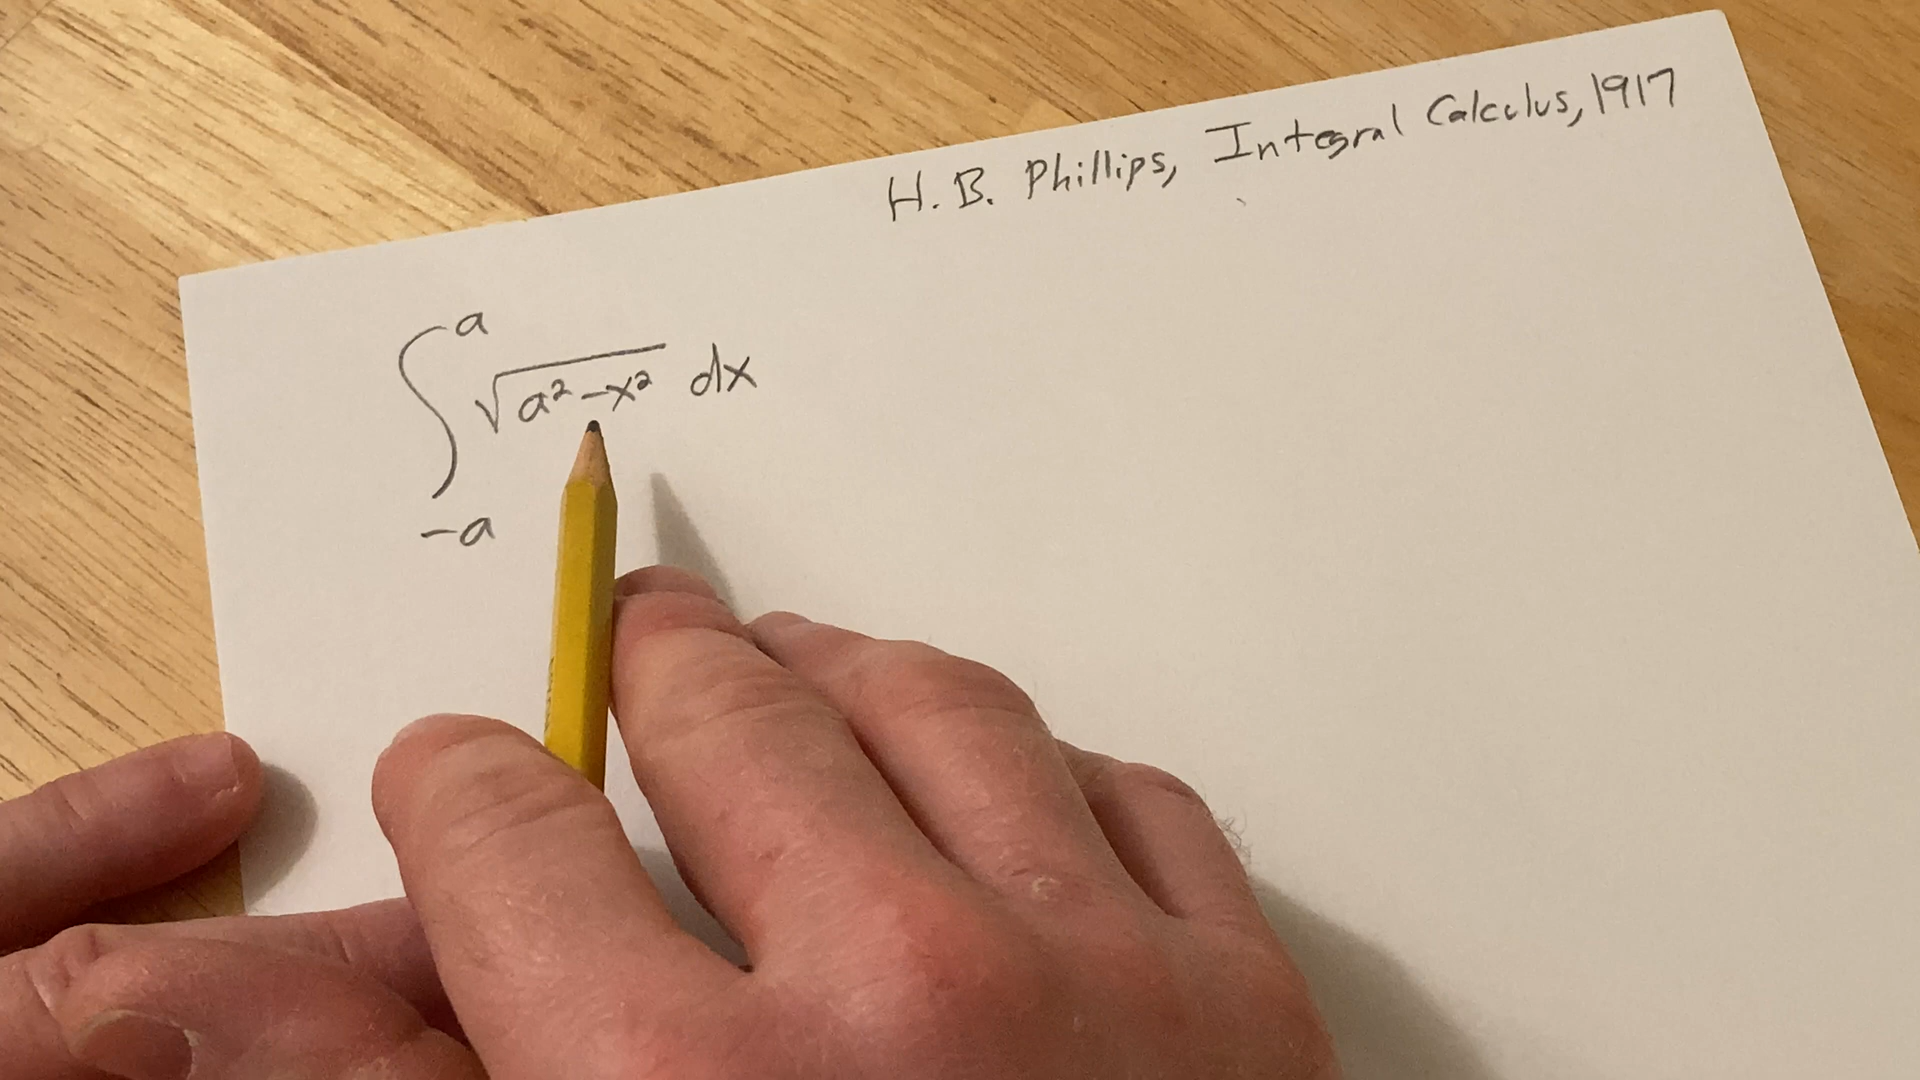 H. B. Phillips, Integral Calculus, 1917
∫_{-a}^{a} √(a² - x²) dx